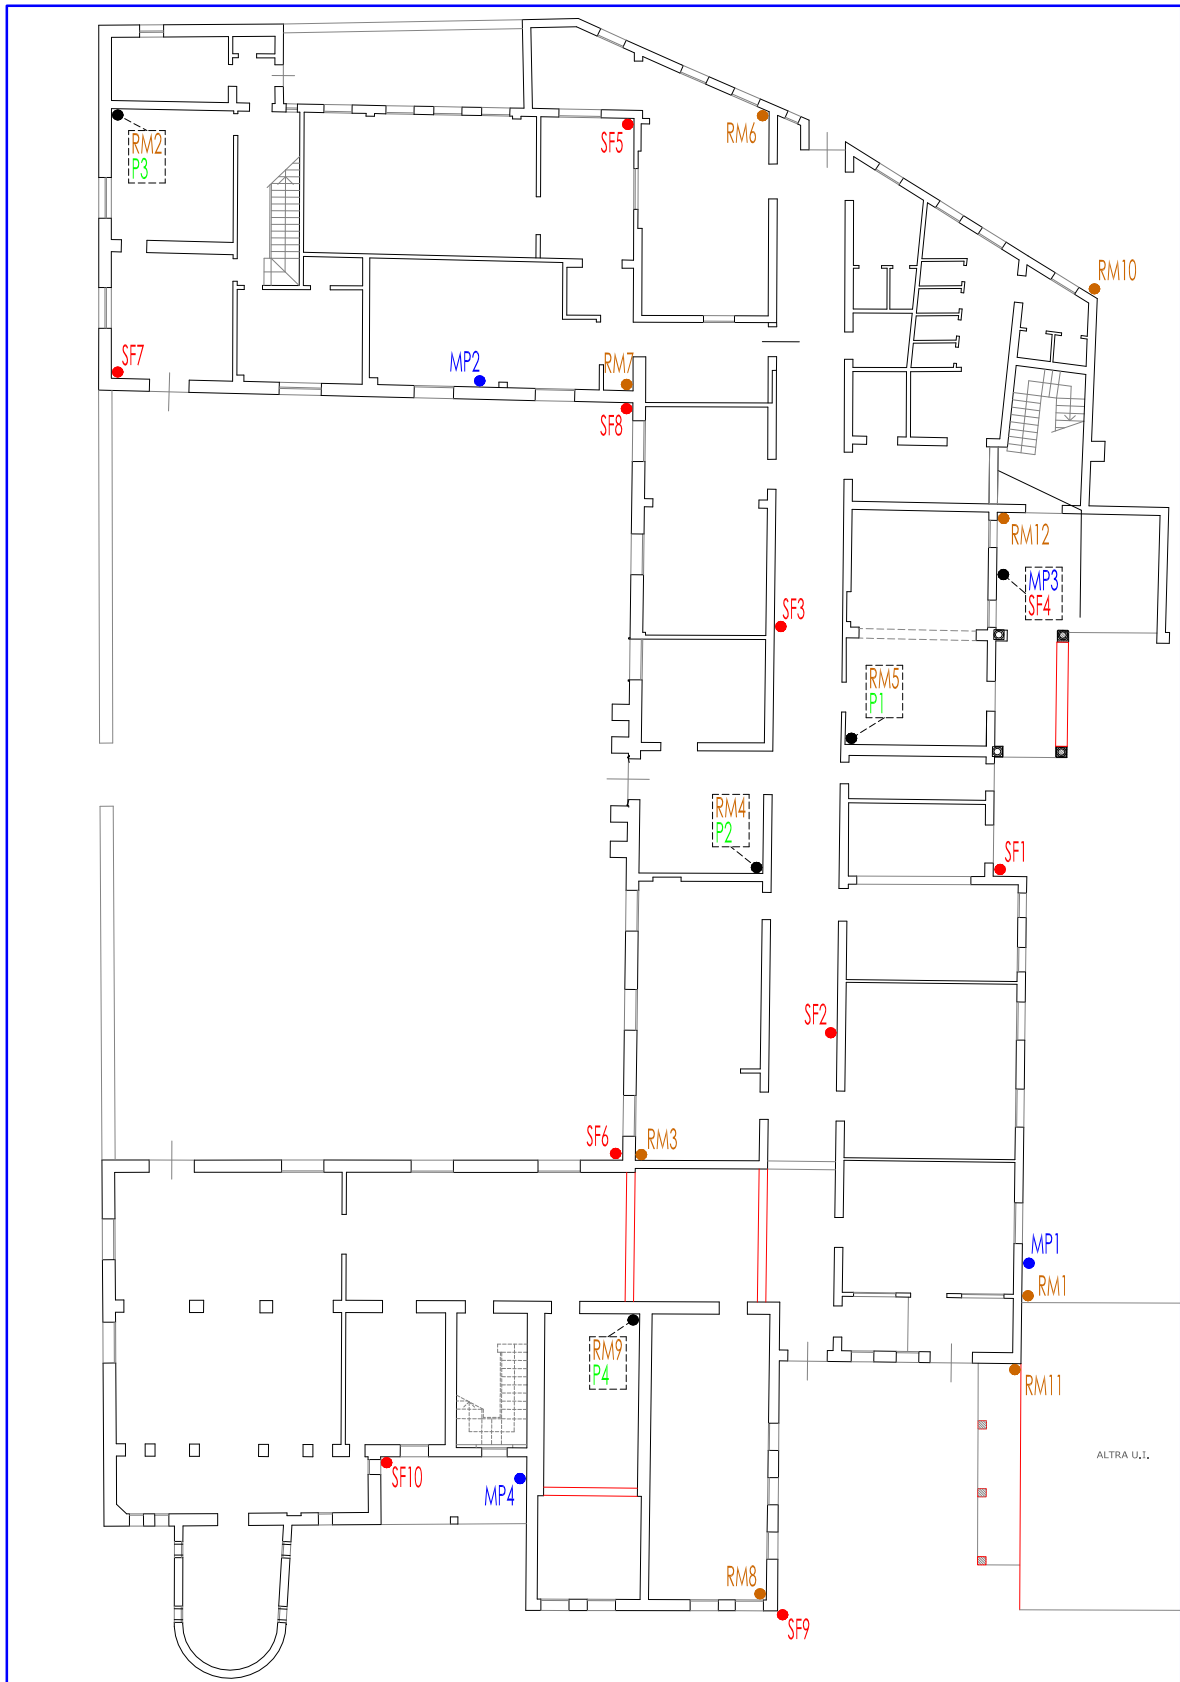 RM2
P3
SF5
RM6
RM10
SF7
MP2
RM7
SF8
RM12
MP3
SF4
SF3
RM5
P1
RM4
P2
SF1
SF2
SF6
RM3
MP1
RM1
RM9
P4
RM11
ALTRA U.I.
SF10
MP4
RM8
SF9